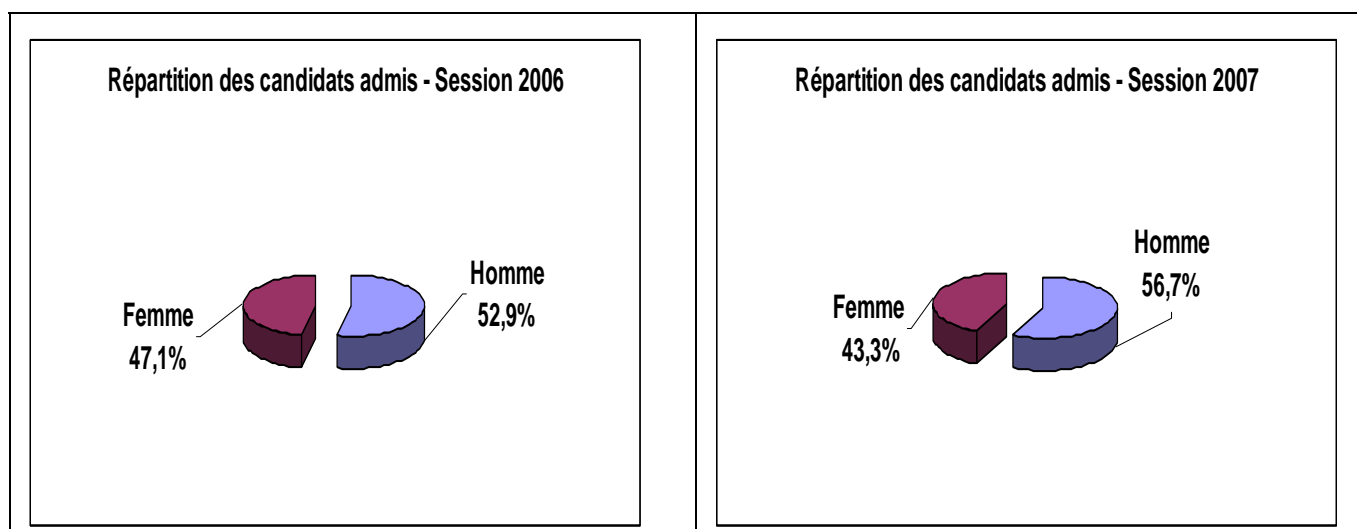 Répartition des candidats admis - Session 2006
Homme
52,9%
Femme
47,1%
Répartition des candidats admis - Session 2007
Homme
56,7%
Femme
43,3%